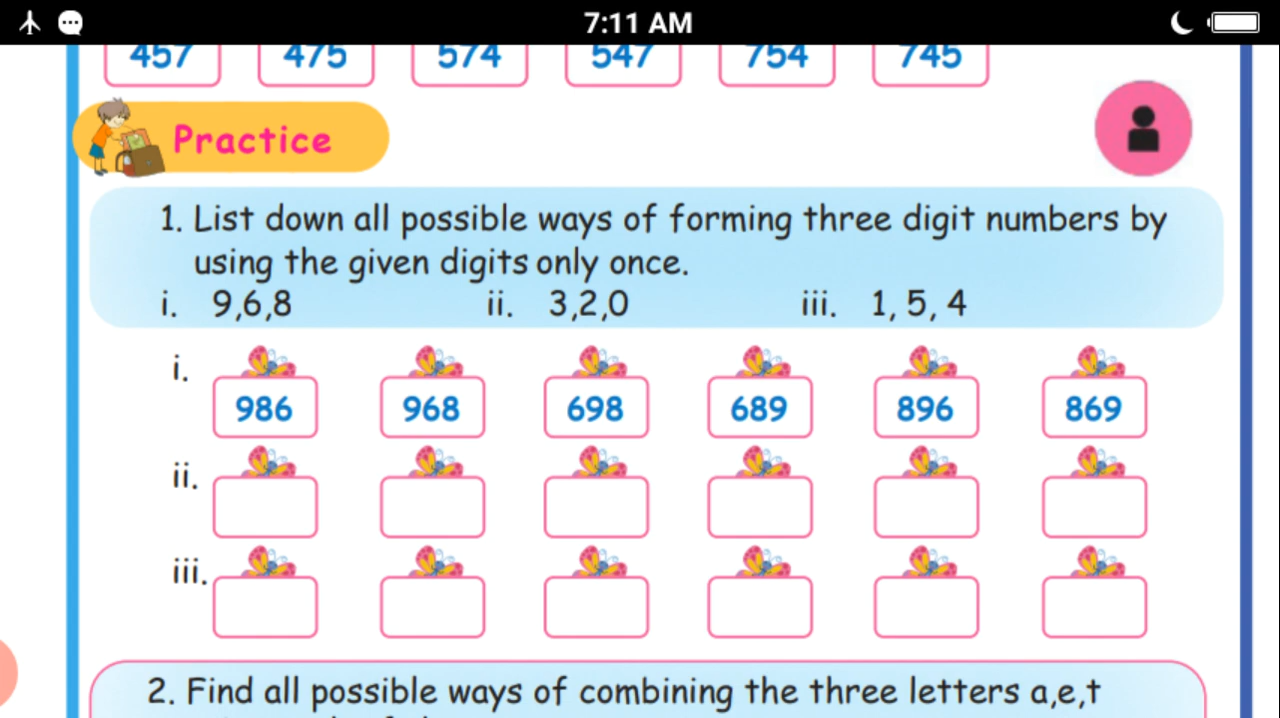 7:11 AM
457 475 574 547 754 745
Practice
1. List down all possible ways of forming three digit numbers by
using the given digits only once.
i. 9,6,8 ii. 3,2,0 iii. 1, 5, 4
i. 986 968 698 689 896 869
ii.
iii.
2. Find all possible ways of combining the three letters a,e,t